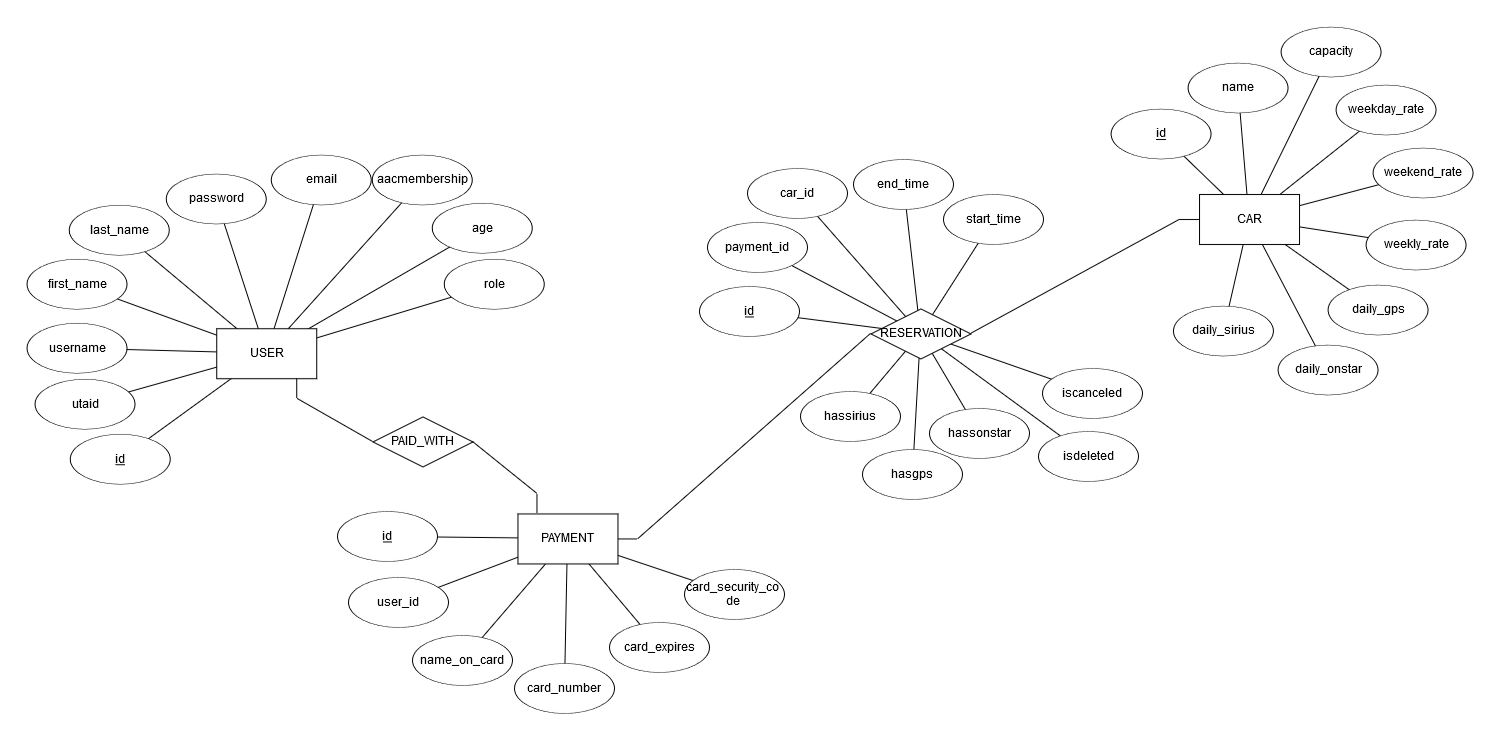 capacity
name
weekday_rate
id
weekend_rate
CAR
weekly_rate
daily_gps
daily_sirius
daily_onstar
end_time
car_id
start_time
payment_id
id
RESERVATION
iscanceled
hassirius
hassonstar
isdeleted
hasgps
email
aacmembership
password
last_name
age
first_name
role
username
USER
utaid
id
PAID_WITH
id
PAYMENT
user_id
card_security_co
de
name_on_card
card_expires
card_number